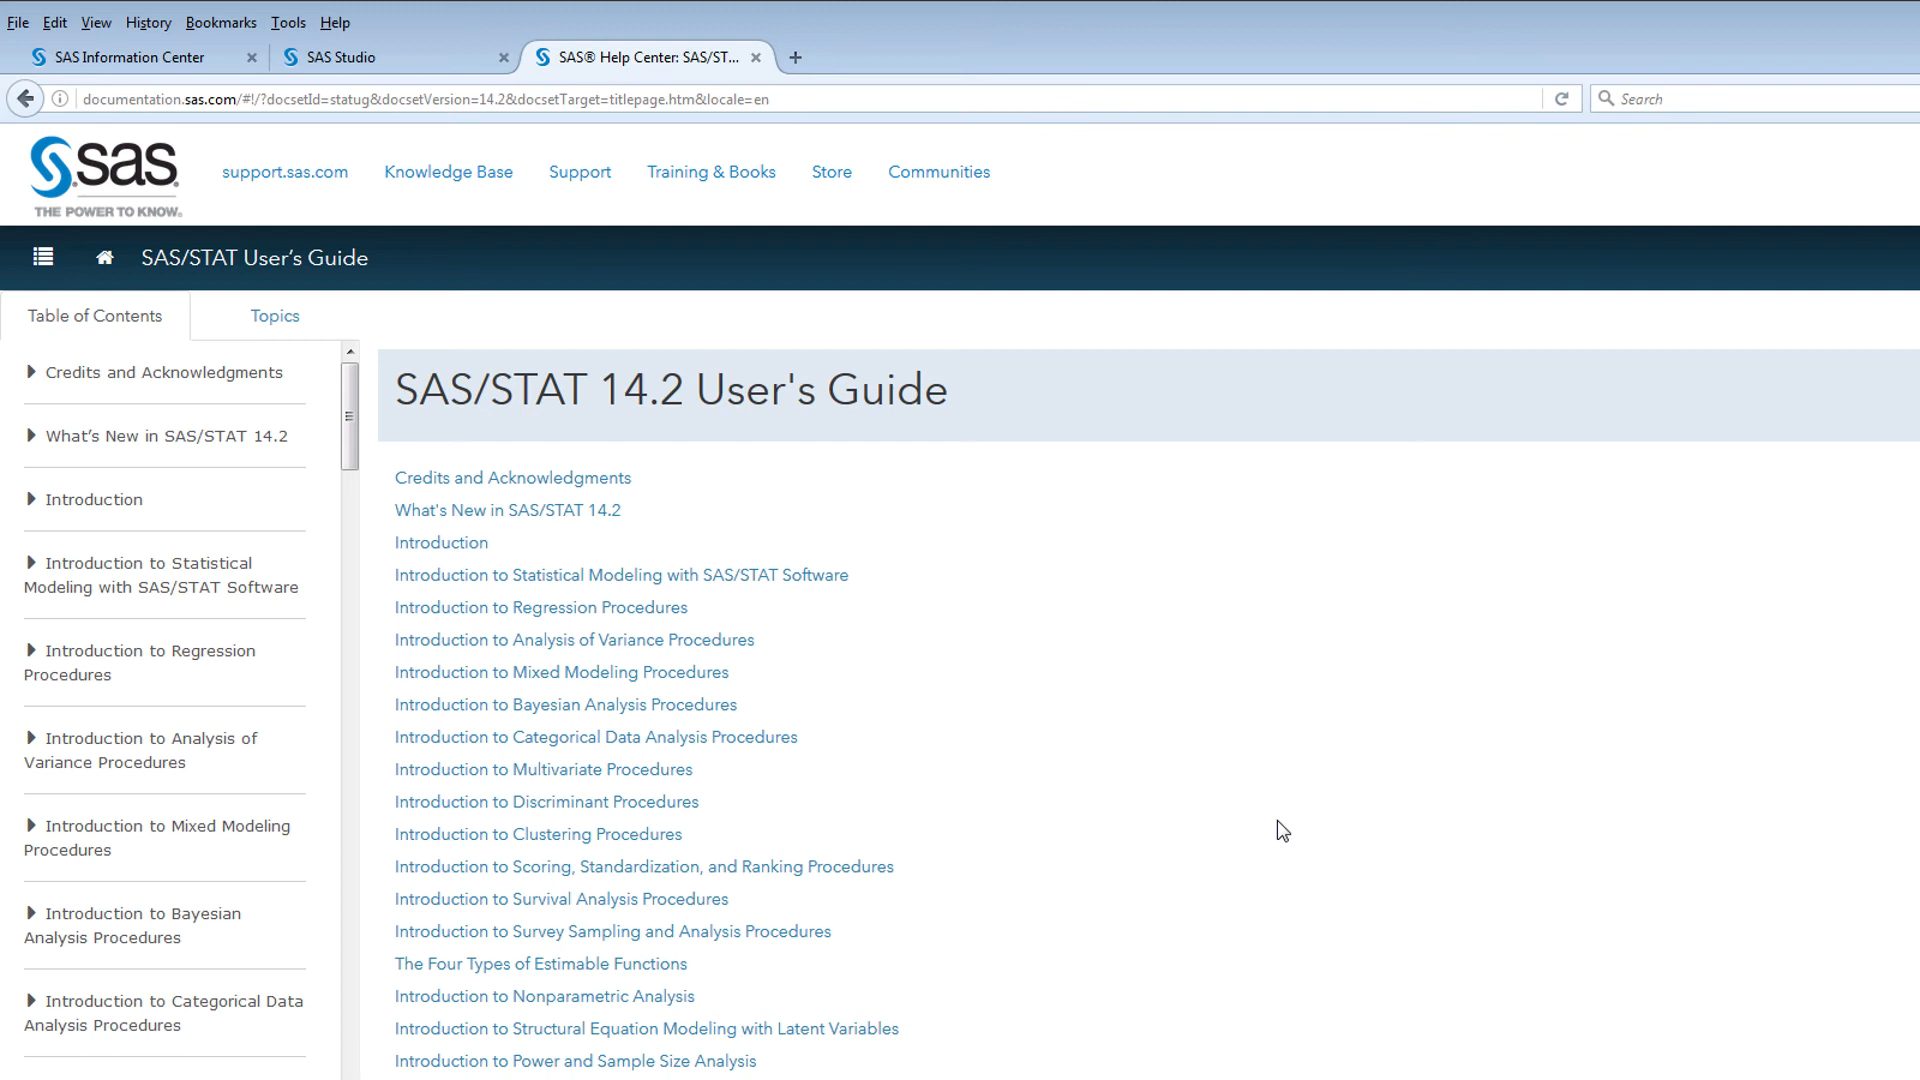 File Edit View History Bookmarks Tools Help
SAS Information Center SAS Studio SAS® Help Center: SAS/ST...
documentation.sas.com/#!/?docsetId=statug&docsetVersion=14.2&docsetTarget=titlepage.htm&locale=en Search
sas
THE POWER TO KNOW.
support.sas.com Knowledge Base Support Training & Books Store Communities
SAS/STAT User’s Guide
Table of Contents Topics
Credits and Acknowledgments
What’s New in SAS/STAT 14.2
Introduction
Introduction to Statistical
Modeling with SAS/STAT Software
Introduction to Regression
Procedures
Introduction to Analysis of
Variance Procedures
Introduction to Mixed Modeling
Procedures
Introduction to Bayesian
Analysis Procedures
Introduction to Categorical Data
Analysis Procedures
SAS/STAT 14.2 User's Guide
Credits and Acknowledgments
What's New in SAS/STAT 14.2
Introduction
Introduction to Statistical Modeling with SAS/STAT Software
Introduction to Regression Procedures
Introduction to Analysis of Variance Procedures
Introduction to Mixed Modeling Procedures
Introduction to Bayesian Analysis Procedures
Introduction to Categorical Data Analysis Procedures
Introduction to Multivariate Procedures
Introduction to Discriminant Procedures
Introduction to Clustering Procedures
Introduction to Scoring, Standardization, and Ranking Procedures
Introduction to Survival Analysis Procedures
Introduction to Survey Sampling and Analysis Procedures
The Four Types of Estimable Functions
Introduction to Nonparametric Analysis
Introduction to Structural Equation Modeling with Latent Variables
Introduction to Power and Sample Size Analysis